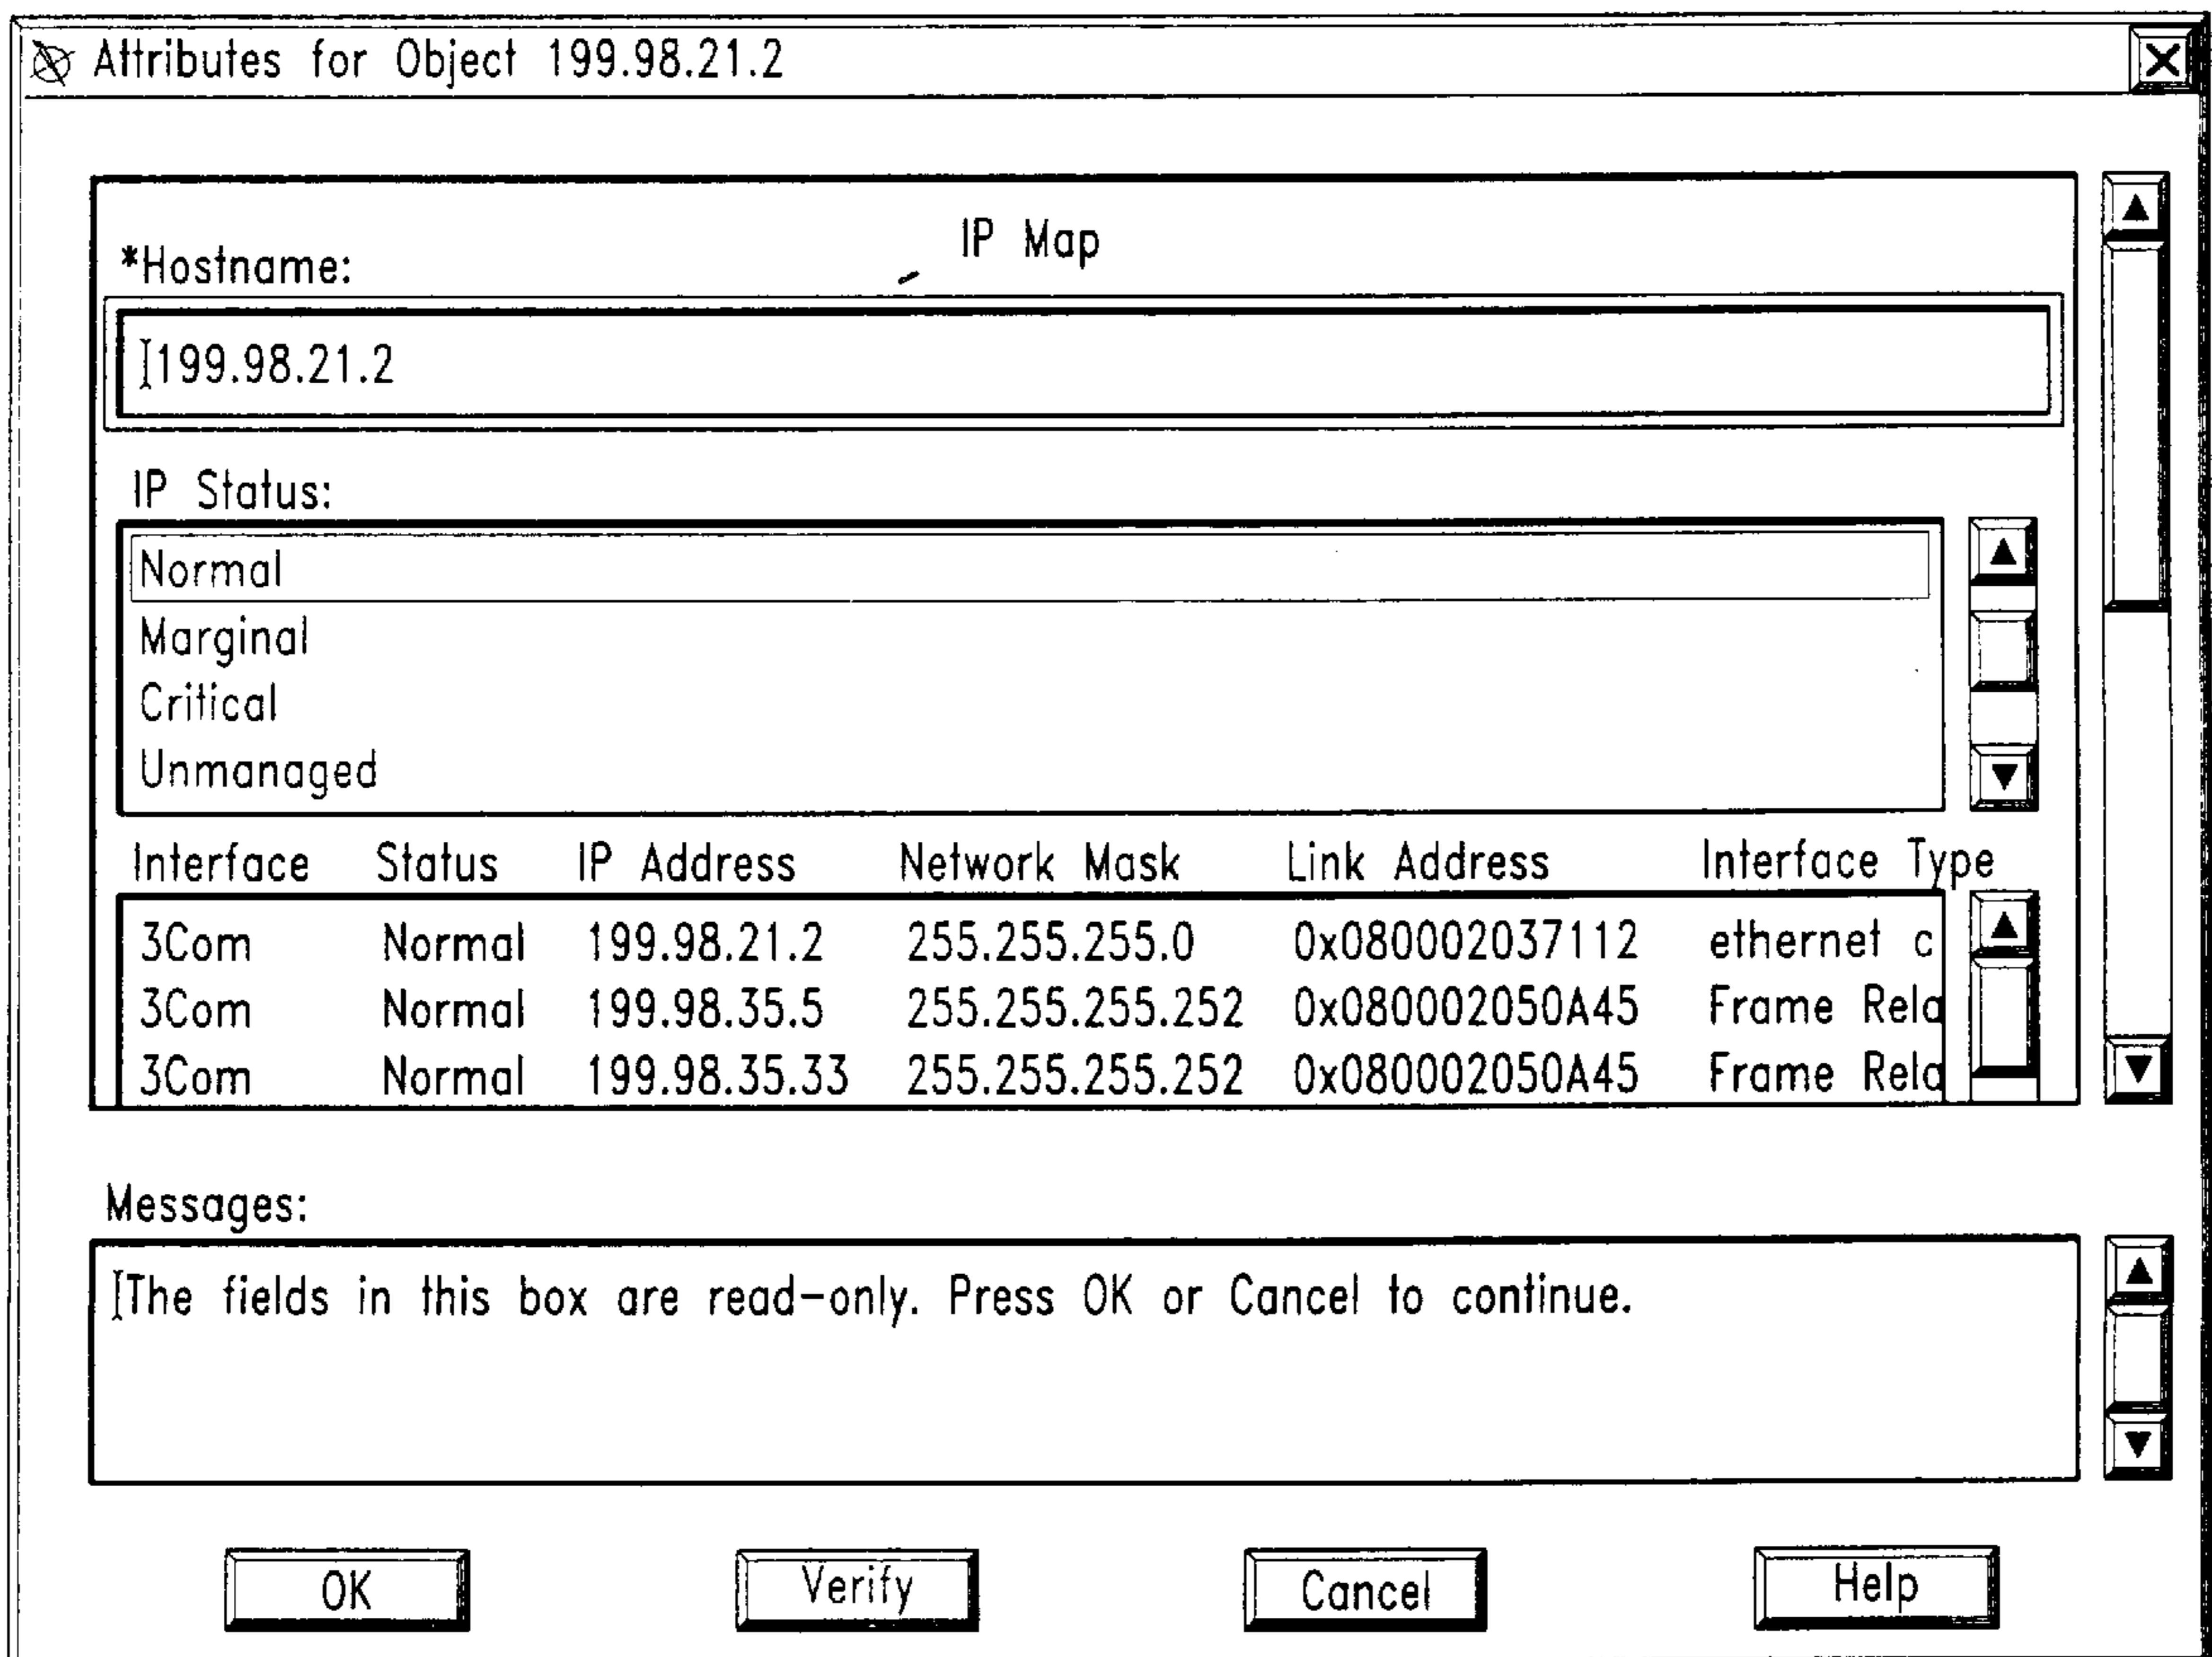 Attributes for Object 199.98.21.2
IP Map
*Hostname:
199.98.21.2
IP Status:
Normal
Marginal
Critical
Unmanaged
Interface Status IP Address Network Mask Link Address Interface Type
3Com Normal 199.98.21.2 255.255.255.0 0x080002037112 ethernet c
3Com Normal 199.98.35.5 255.255.255.252 0x080002050A45 Frame Rela
3Com Normal 199.98.35.33 255.255.255.252 0x080002050A45 Frame Rela
Messages:
The fields in this box are read-only. Press OK or Cancel to continue.
OK Verify Cancel Help